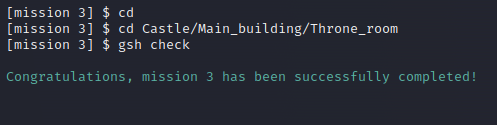 [mission 3] $ cd
[mission 3] $ cd Castle/Main_building/Throne_room
[mission 3] $ gsh check
Congratulations, mission 3 has been successfully completed!